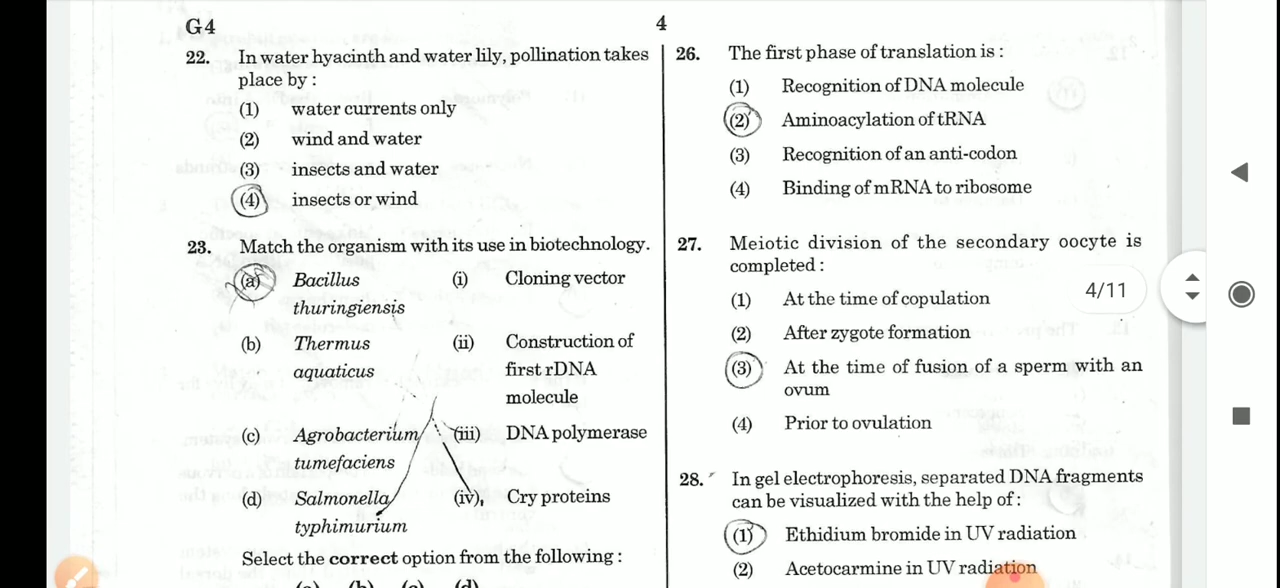 G4
4
22. In water hyacinth and water lily, pollination takes
place by :
(1) water currents only
(2) wind and water
(3) insects and water
(4) insects or wind
23. Match the organism with its use in biotechnology.
(a) Bacillus (i) Cloning vector
thuringiensis
(b) Thermus (ii) Construction of
aquaticus first rDNA
molecule
(c) Agrobacterium (iii) DNA polymerase
tumefaciens
(d) Salmonella (iv) Cry proteins
typhimurium
Select the correct option from the following :
(a) (b) (c) (d)
26. The first phase of translation is :
(1) Recognition of DNA molecule
(2) Aminoacylation of tRNA
(3) Recognition of an anti-codon
(4) Binding of mRNA to ribosome
27. Meiotic division of the secondary oocyte is
completed :
(1) At the time of copulation
(2) After zygote formation
(3) At the time of fusion of a sperm with an
ovum
(4) Prior to ovulation
28. In gel electrophoresis, separated DNA fragments
can be visualized with the help of :
(1) Ethidium bromide in UV radiation
(2) Acetocarmine in UV radiation
4/11